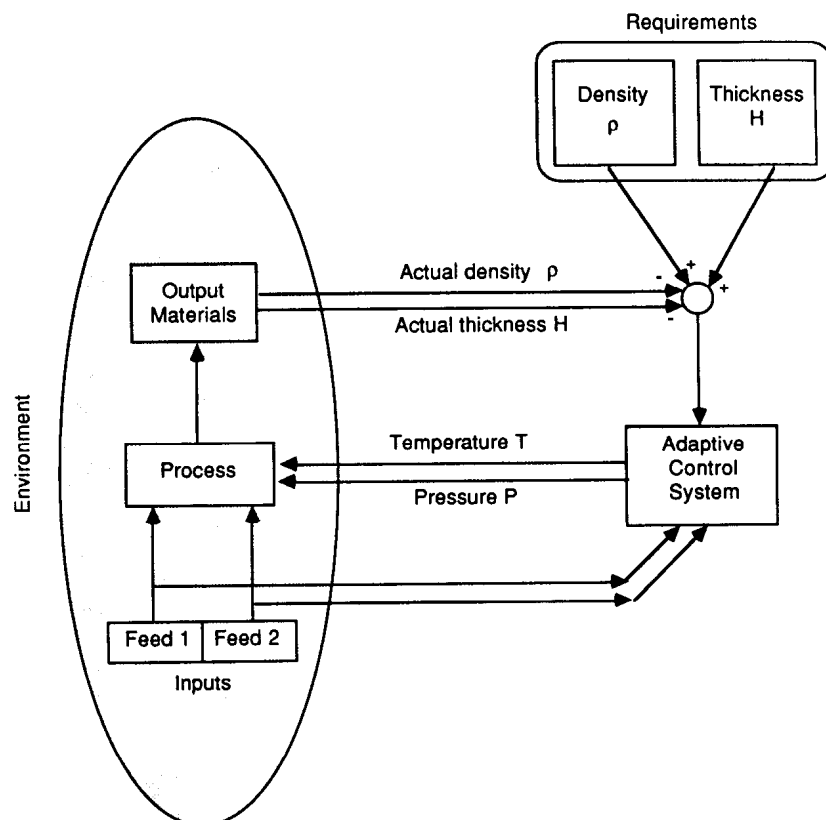 Requirements
Density
ρ
Thickness
H
+
+
-
-
Actual density ρ
Actual thickness H
Output
Materials
Environment
Process
Temperature T
Pressure P
Adaptive
Control
System
Feed 1
Feed 2
Inputs